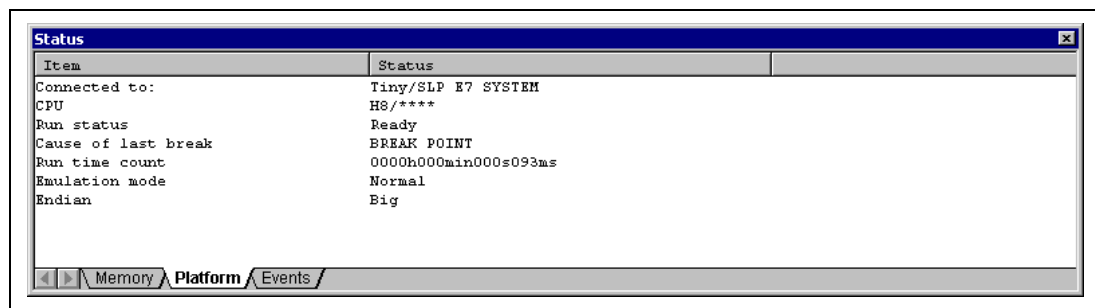 Status
Item Status
Connected to: Tiny/SLP E7 SYSTEM
CPU H8/****
Run status Ready
Cause of last break BREAK POINT
Run time count 0000h000min000s093ms
Emulation mode Normal
Endian Big
Memory Platform Events